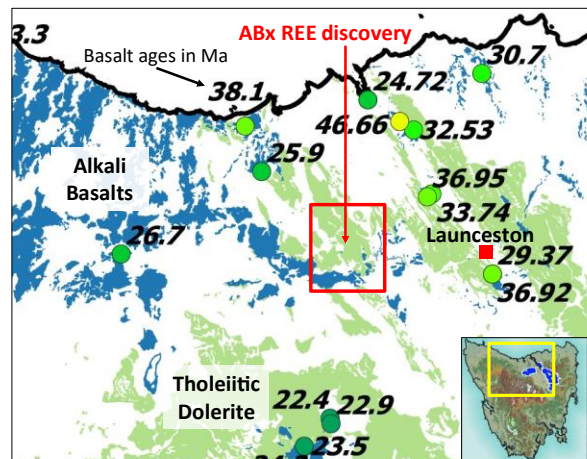 3.3
ABx REE discovery
Basalt ages in Ma
30.7
38.1
24.72
46.66
32.53
25.9
Alkali
Basalts
36.95
33.74
Launceston
26.7
29.37
36.92
Tholeiitic
Dolerite
22.4
22.9
23.5